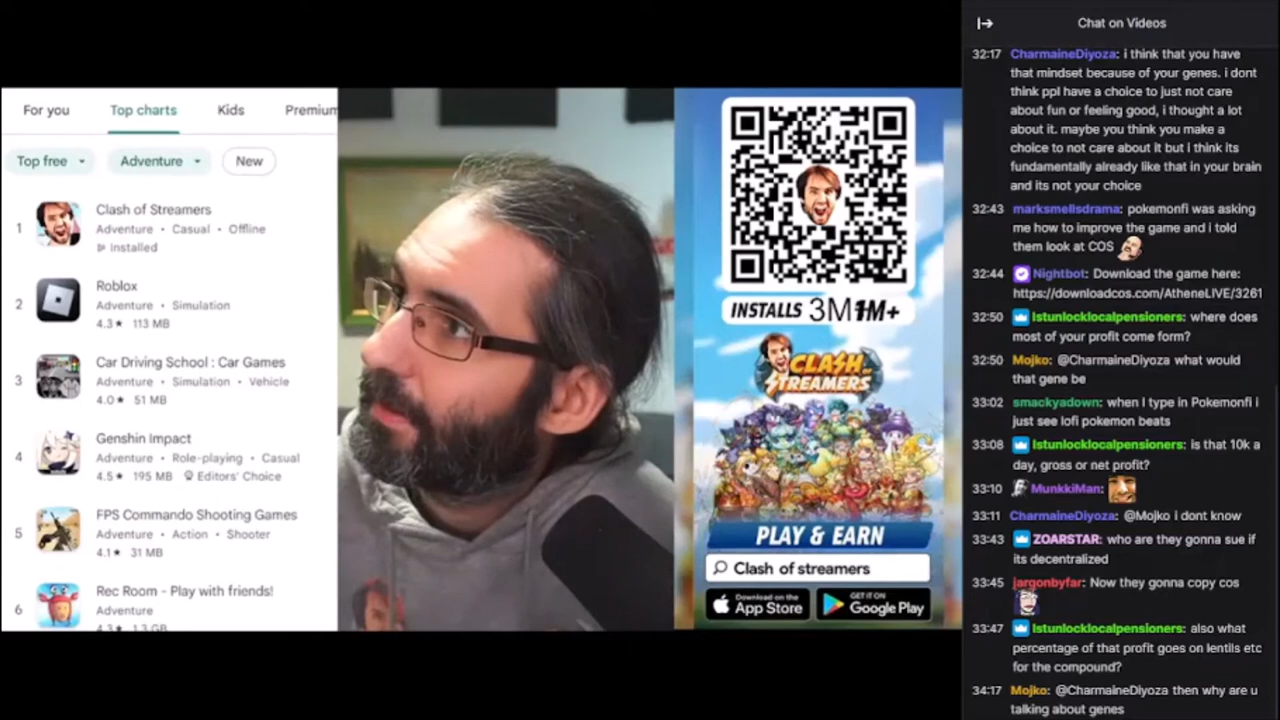 For you Top charts Kids Premium
Top free Adventure New
1 Clash of Streamers
Adventure • Casual • Offline
Installed
2 Roblox
Adventure • Simulation
4.3★ 113 MB
3 Car Driving School : Car Games
Adventure • Simulation • Vehicle
4.0★ 51 MB
4 Genshin Impact
Adventure • Role-playing • Casual
4.5★ 195 MB Editors' Choice
5 FPS Commando Shooting Games
Adventure • Action • Shooter
4.1★ 31 MB
6 Rec Room - Play with friends!
Adventure
4.3★ 1.3 GB
INSTALLS 3M 1M+
CLASH
OF
STREAMERS
PLAY & EARN
Clash of streamers
Download on the
App Store
GET IT ON
Google Play
Chat on Videos
32:17 CharmaineDiyoza: i think that you have
that mindset because of your genes. i dont
think ppl have a choice to just not care
about fun or feeling good, i thought a lot
about it. maybe you think you make a
choice to not care about it but i think its
fundamentally already like that in your brain
and its not your choice
32:43 marksmellsdrama: pokemonfi was asking
me how to improve the game and i told
them look at COS
32:44 Nightbot: Download the game here:
https://downloadcos.com/AtheneLIVE/3261
32:50 Istunlocklocalpensioners: where does
most of your profit come form?
32:50 Mojko: @CharmaineDiyoza what would
that gene be
33:02 smackyadown: when I type in Pokemonfi i
just see lofi pokemon beats
33:08 Istunlocklocalpensioners: is that 10k a
day, gross or net profit?
33:10 MunkkiMan:
33:11 CharmaineDiyoza: @Mojko i dont know
33:43 ZOARSTAR: who are they gonna sue if
its decentralized
33:45 jargonbyfar: Now they gonna copy cos
33:47 Istunlocklocalpensioners: also what
percentage of that profit goes on lentils etc
for the compound?
34:17 Mojko: @CharmaineDiyoza then why are u
talking about genes